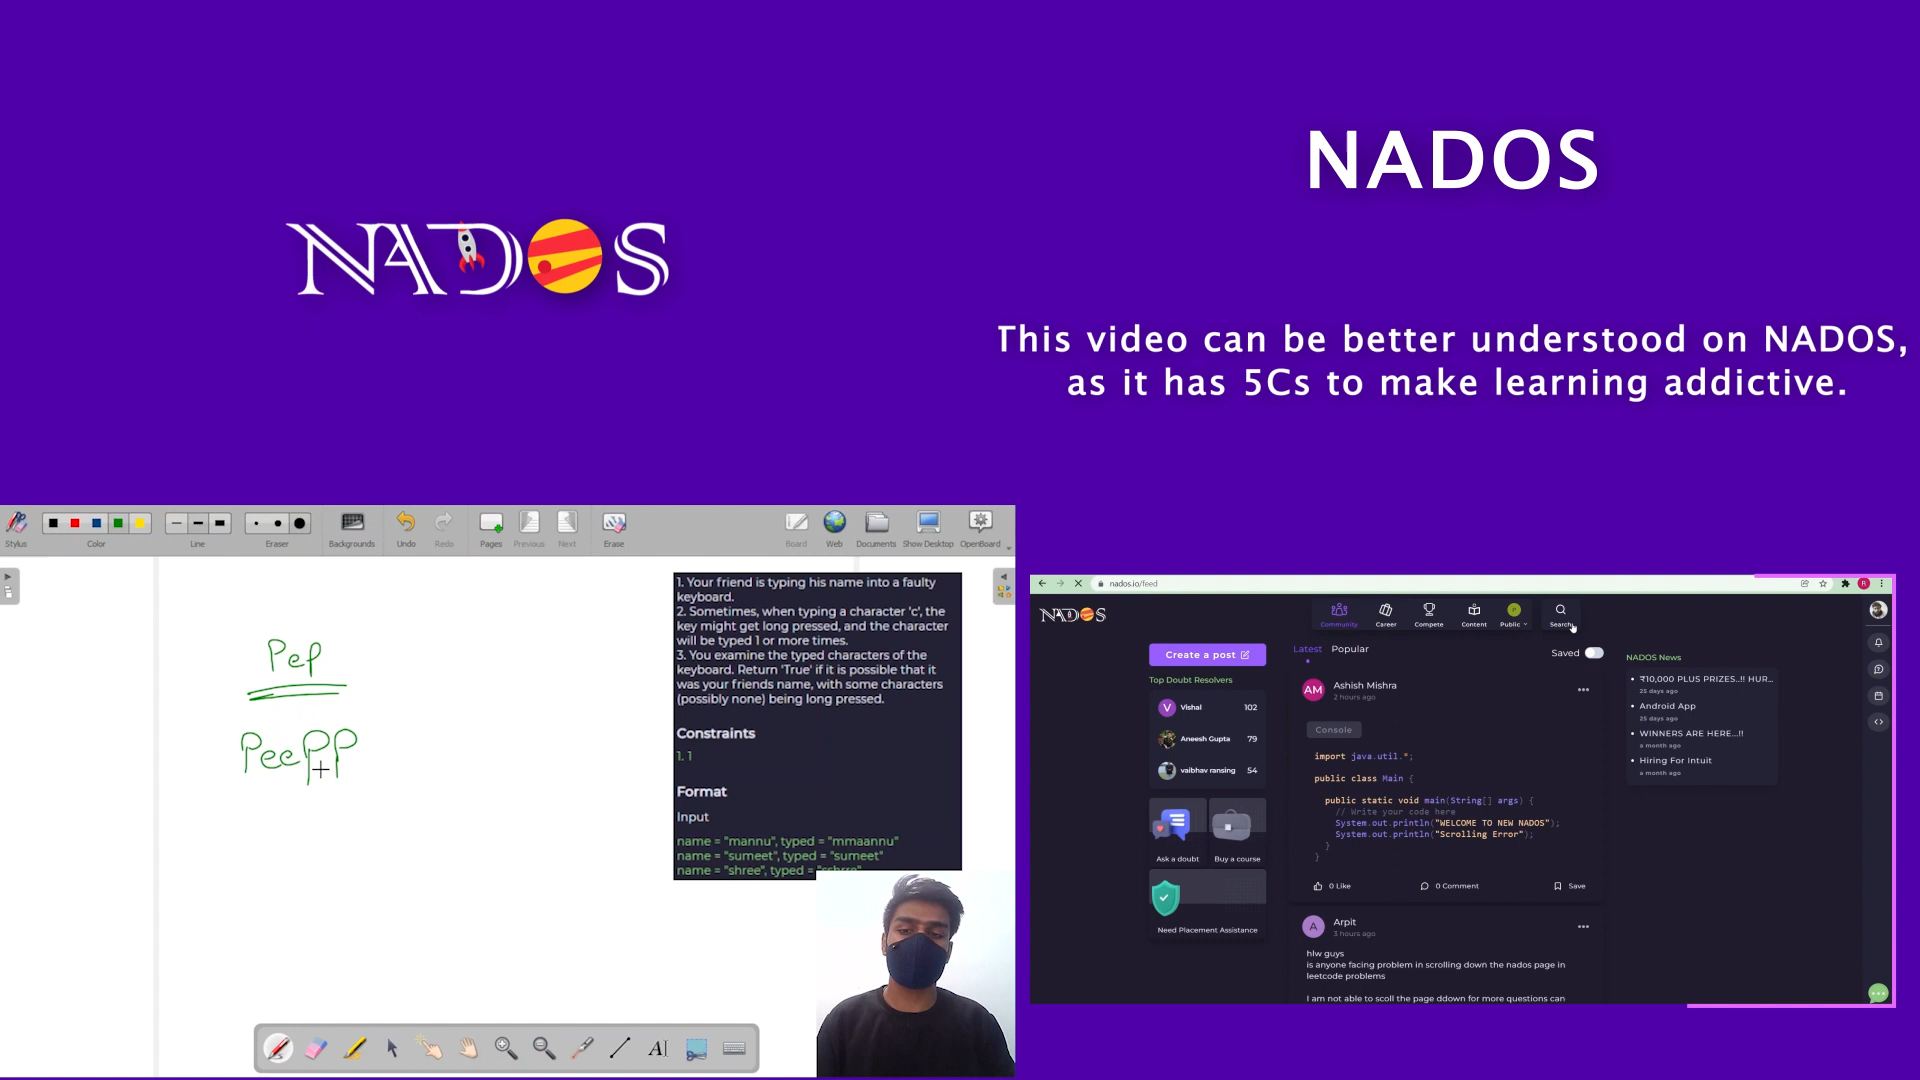 NADOS
NADOS
This video can be better understood on NADOS,
as it has 5Cs to make learning addictive.
Stylus
Color
Line
Eraser
Backgrounds
Undo
Redo
Pages
Previous
Next
Erase
Board
Web
Documents
Show Desktop
OpenBoard
Pep
PeePP
1. Your friend is typing his name into a faulty
keyboard.
2. Sometimes, when typing a character 'c', the
key might get long pressed, and the character
will be typed 1 or more times.
3. You examine the typed characters of the
keyboard. Return 'True' if it is possible that it
was your friends name, with some characters
(possibly none) being long pressed.
Constraints
1. 1
Format
Input
name = "mannu", typed = "mmaannu"
name = "sumeet", typed = "sumeet"
name = "shree", typed =
nados.io/feed
R
NADOS
Community
Career
Compete
Content
Public
Search
Create a post
Top Doubt Resolvers
V Vishal 102
Aneesh Gupta 79
vaibhav ransing 54
Ask a doubt
Buy a course
Need Placement Assistance
Latest Popular
Saved
AM Ashish Mishra
2 hours ago
Console
import java.util.*;
public class Main {
public static void main(String[] args) {
// Write your code here
System.out.println("WELCOME TO NEW NADOS");
System.out.println("Scrolling Error");
}
}
0 Like
0 Comment
Save
A Arpit
3 hours ago
hlw guys
is anyone facing problem in scrolling down the nados page in
leetcode problems
I am not able to scoll the page ddown for more questions can
NADOS News
₹10,000 PLUS PRIZES..!! HUR...
25 days ago
Android App
25 days ago
WINNERS ARE HERE...!!
a month ago
Hiring For Intuit
a month ago